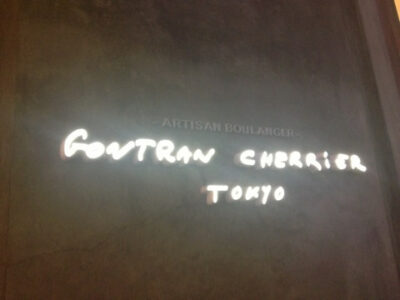 - ARTISAN BOULANGER -
GONTRAN CHERRIER
TOKYO